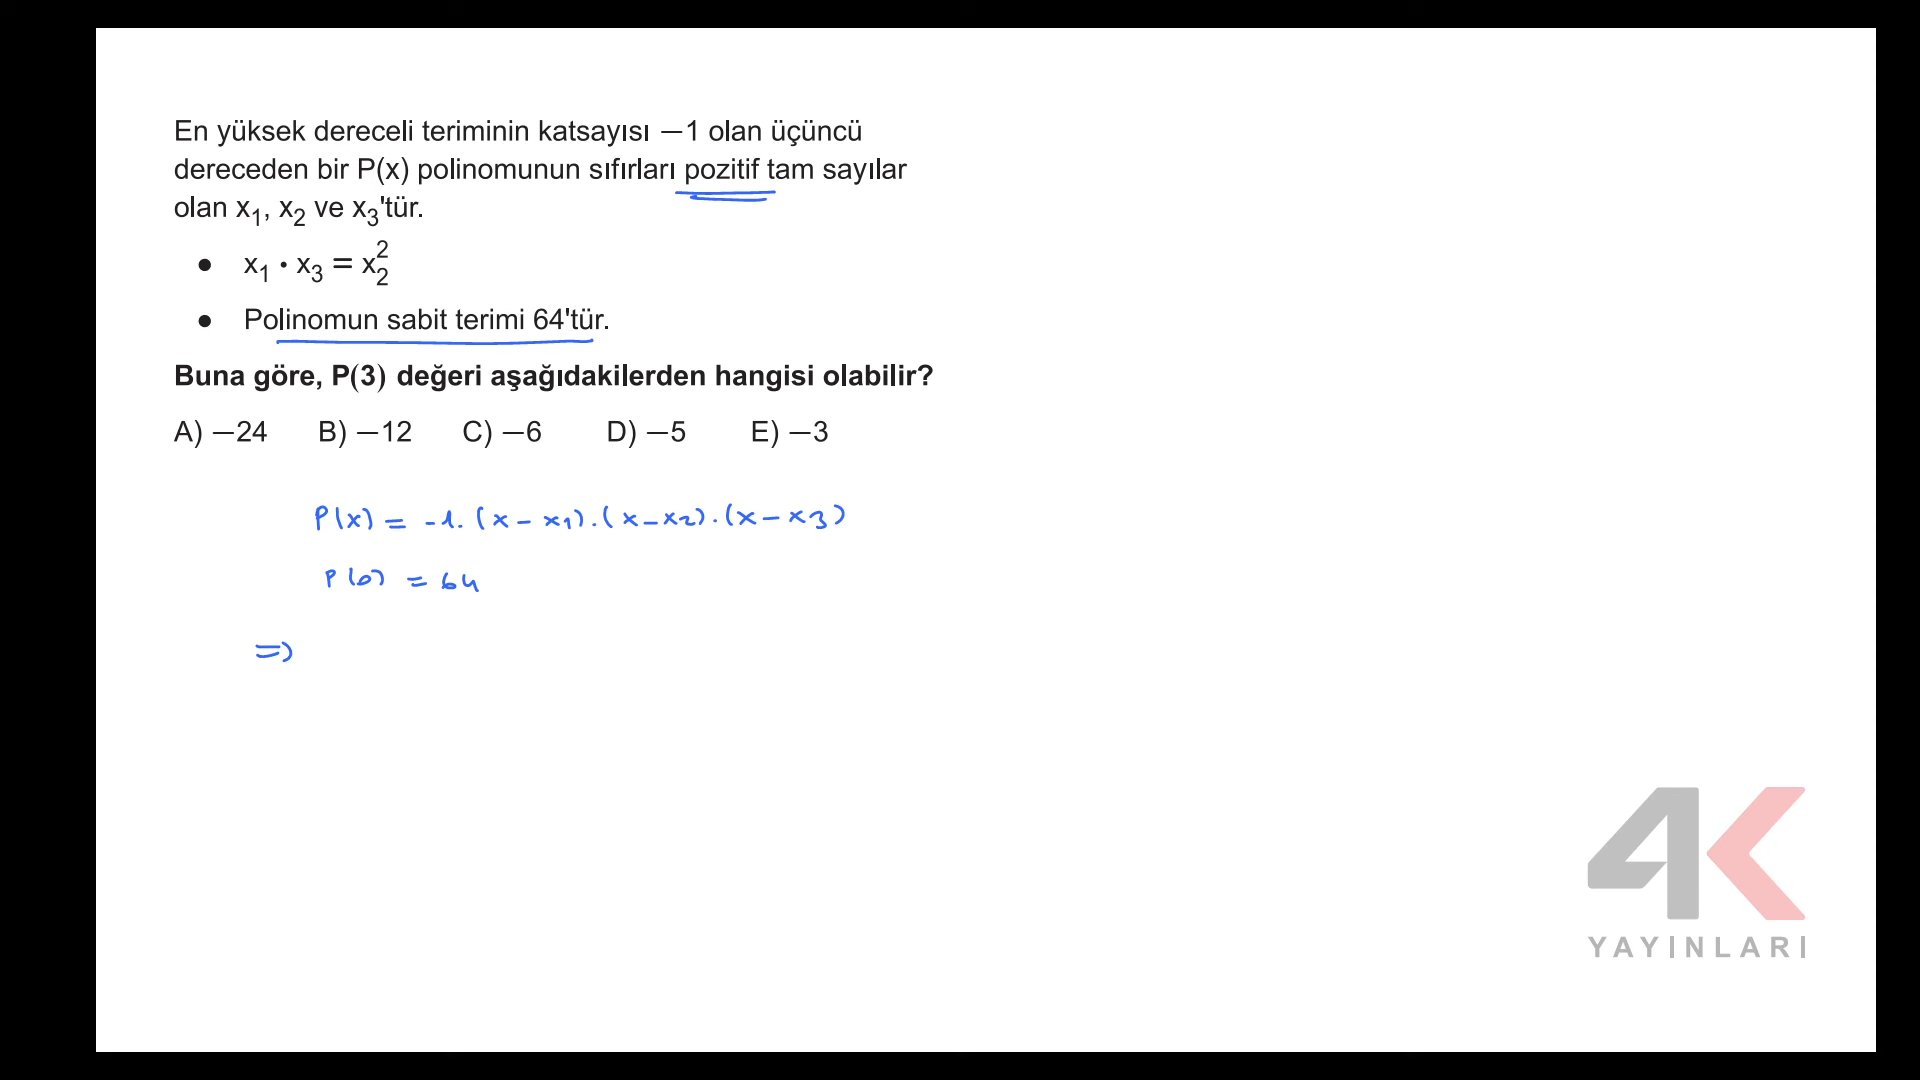 En yüksek dereceli teriminin katsayısı —1 olan üçüncü
dereceden bir P(x) polinomunun sıfırları pozitif tam sayılar
olan x₁, x₂ ve x₃'tür.
● x₁ · x₃ = x₂²
● Polinomun sabit terimi 64'tür.
Buna göre, P(3) değeri aşağıdakilerden hangisi olabilir?
A) —24 B) —12 C) —6 D) —5 E) —3
P(x) = -1.(x-x₁).(x-x₂).(x-x₃)
P(0) = 64
⇒
4K
YAYINLARI